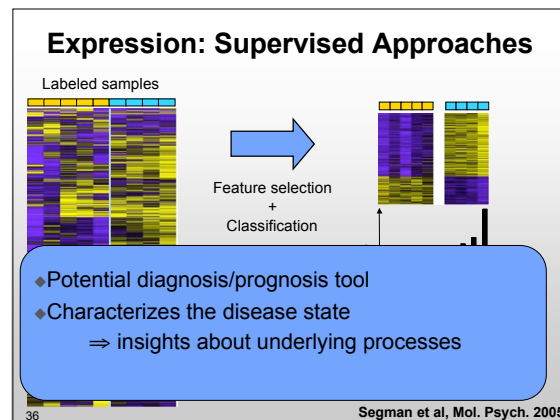 Expression: Supervised Approaches
Labeled samples
Feature selection
+
Classification
◆Potential diagnosis/prognosis tool
◆Characterizes the disease state
⇒ insights about underlying processes
36
Segman et al, Mol. Psych. 2005